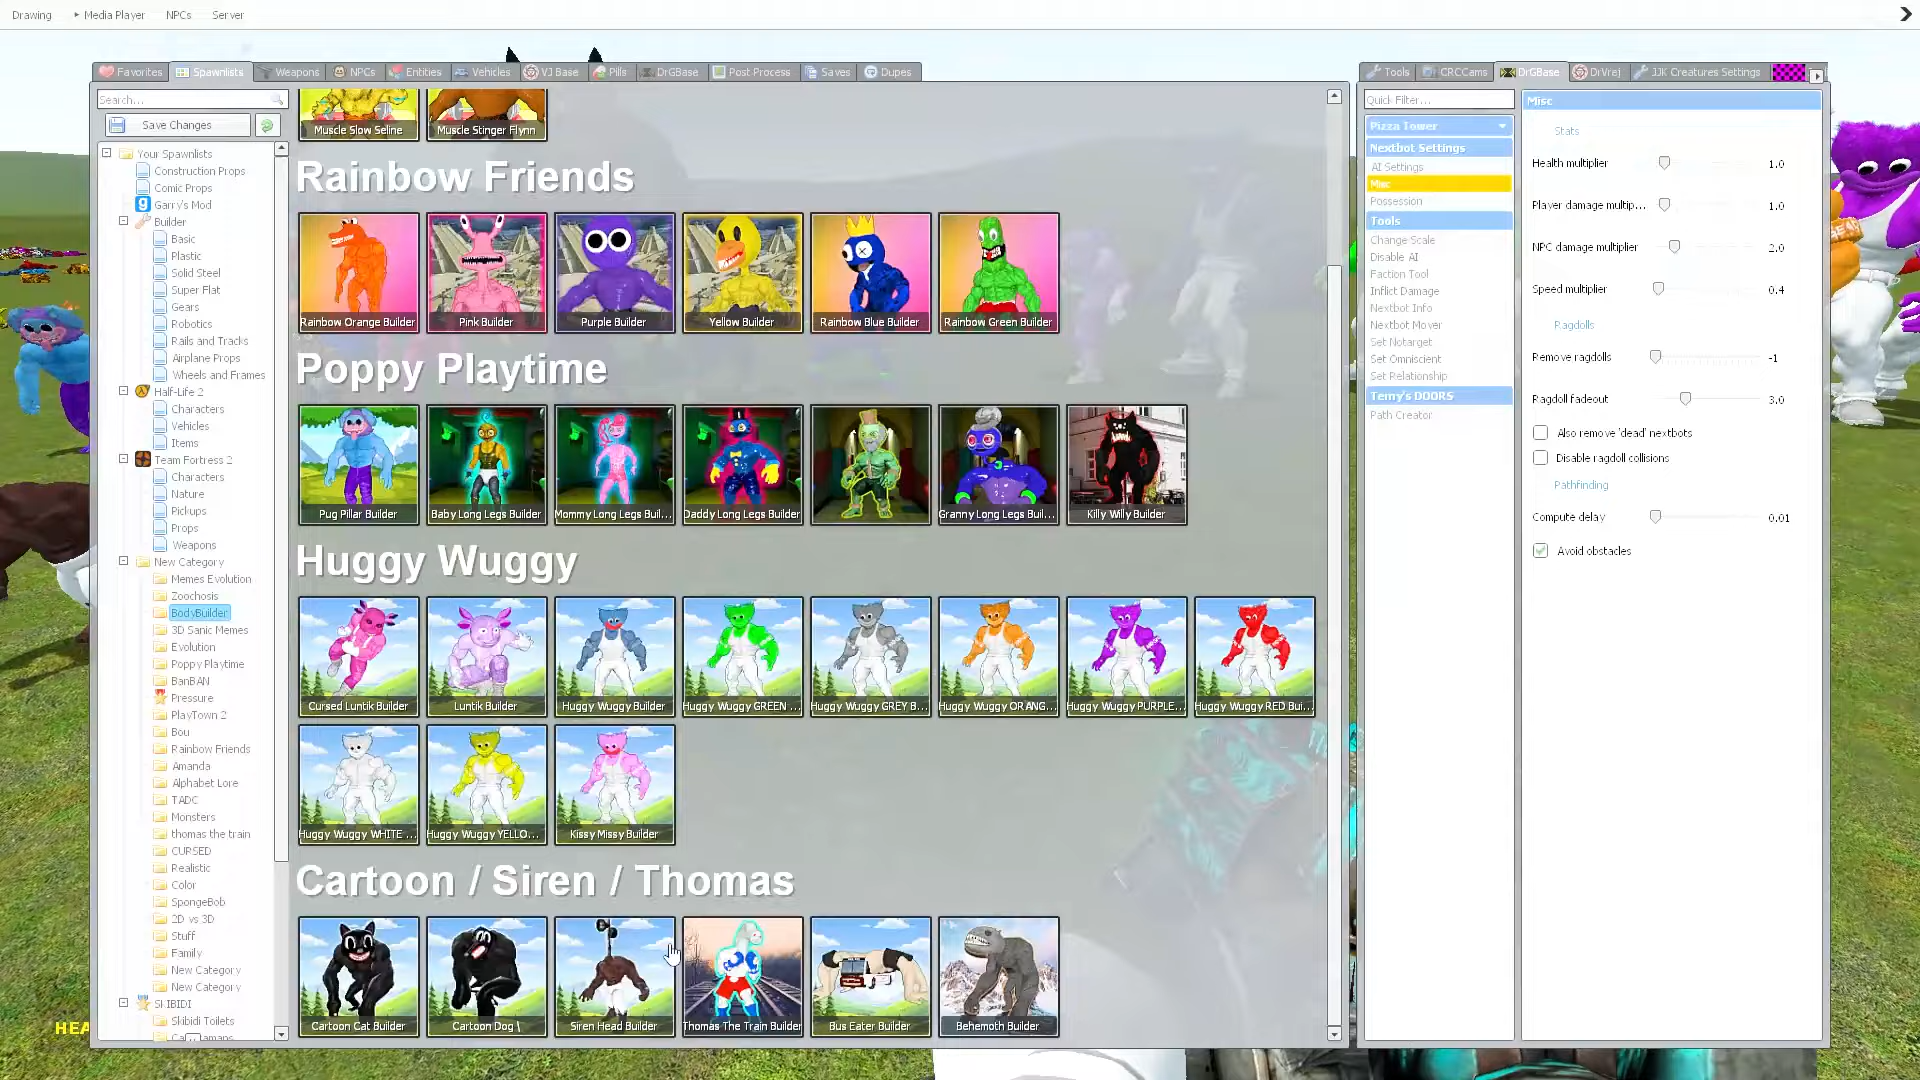 Drawing
Media Player
NPCs
Server
Favorites
Spawnlists
Weapons
NPCs
Entities
Vehicles
VJ Base
Pills
DrGBase
Post Process
Saves
Dupes
Tools
CRCCams
DrGBase
DrVrej
JJK Creatures Settings
Search...
Save Changes
Your Spawnlists
Construction Props
Comic Props
Garry's Mod
Builder
Basic
Plastic
Solid Steel
Super Flat
Gears
Robotics
Rails and Tracks
Airplane Props
Wheels and Frames
Half-Life 2
Characters
Vehicles
Items
Team Fortress 2
Characters
Nature
Pickups
Props
Weapons
New Category
Memes Evolution
Zoochosis
BodyBuilder
3D Sanic Memes
Evolution
Poppy Playtime
BanBAN
Pressure
PlayTown 2
Bou
Rainbow Friends
Amanda
Alphabet Lore
TADC
Monsters
thomas the train
CURSED
Realistic
Color
SpongeBob
2D vs 3D
Stuff
Family
New Category
New Category
SKIBIDI
Skibidi Toilets
HEA
Muscle Slow Seline
Muscle Stinger Flynn
Rainbow Friends
Rainbow Orange Builder
Pink Builder
Purple Builder
Yellow Builder
Rainbow Blue Builder
Rainbow Green Builder
Poppy Playtime
Pug Pillar Builder
Baby Long Legs Builder
Mommy Long Legs Buil...
Daddy Long Legs Builder
Granny Long Legs Buil...
Killy Willy Builder
Huggy Wuggy
Cursed Luntik Builder
Luntik Builder
Huggy Wuggy Builder
Huggy Wuggy GREEN ...
Huggy Wuggy GREY B...
Huggy Wuggy ORANG...
Huggy Wuggy PURPLE...
Huggy Wuggy RED Bui...
Huggy Wuggy WHITE ...
Huggy Wuggy YELLO...
Kissy Missy Builder
Cartoon / Siren / Thomas
Cartoon Cat Builder
Cartoon Dog \
Siren Head Builder
Thomas The Train Builder
Bus Eater Builder
Behemoth Builder
Quick Filter...
Pizza Tower
Nextbot Settings
AI Settings
Misc
Possession
Tools
Change Scale
Disable AI
Faction Tool
Inflict Damage
Nextbot Info
Nextbot Mover
Set Notarget
Set Omniscient
Set Relationship
Terry's DOORS
Path Creator
Misc
Stats
Health multiplier 1.0
Player damage multip... 1.0
NPC damage multiplier 2.0
Speed multiplier 0.4
Ragdolls
Remove ragdolls -1
Ragdoll fadeout 3.0
Also remove 'dead' nextbots
Disable ragdoll collisions
Pathfinding
Compute delay 0.01
Avoid obstacles